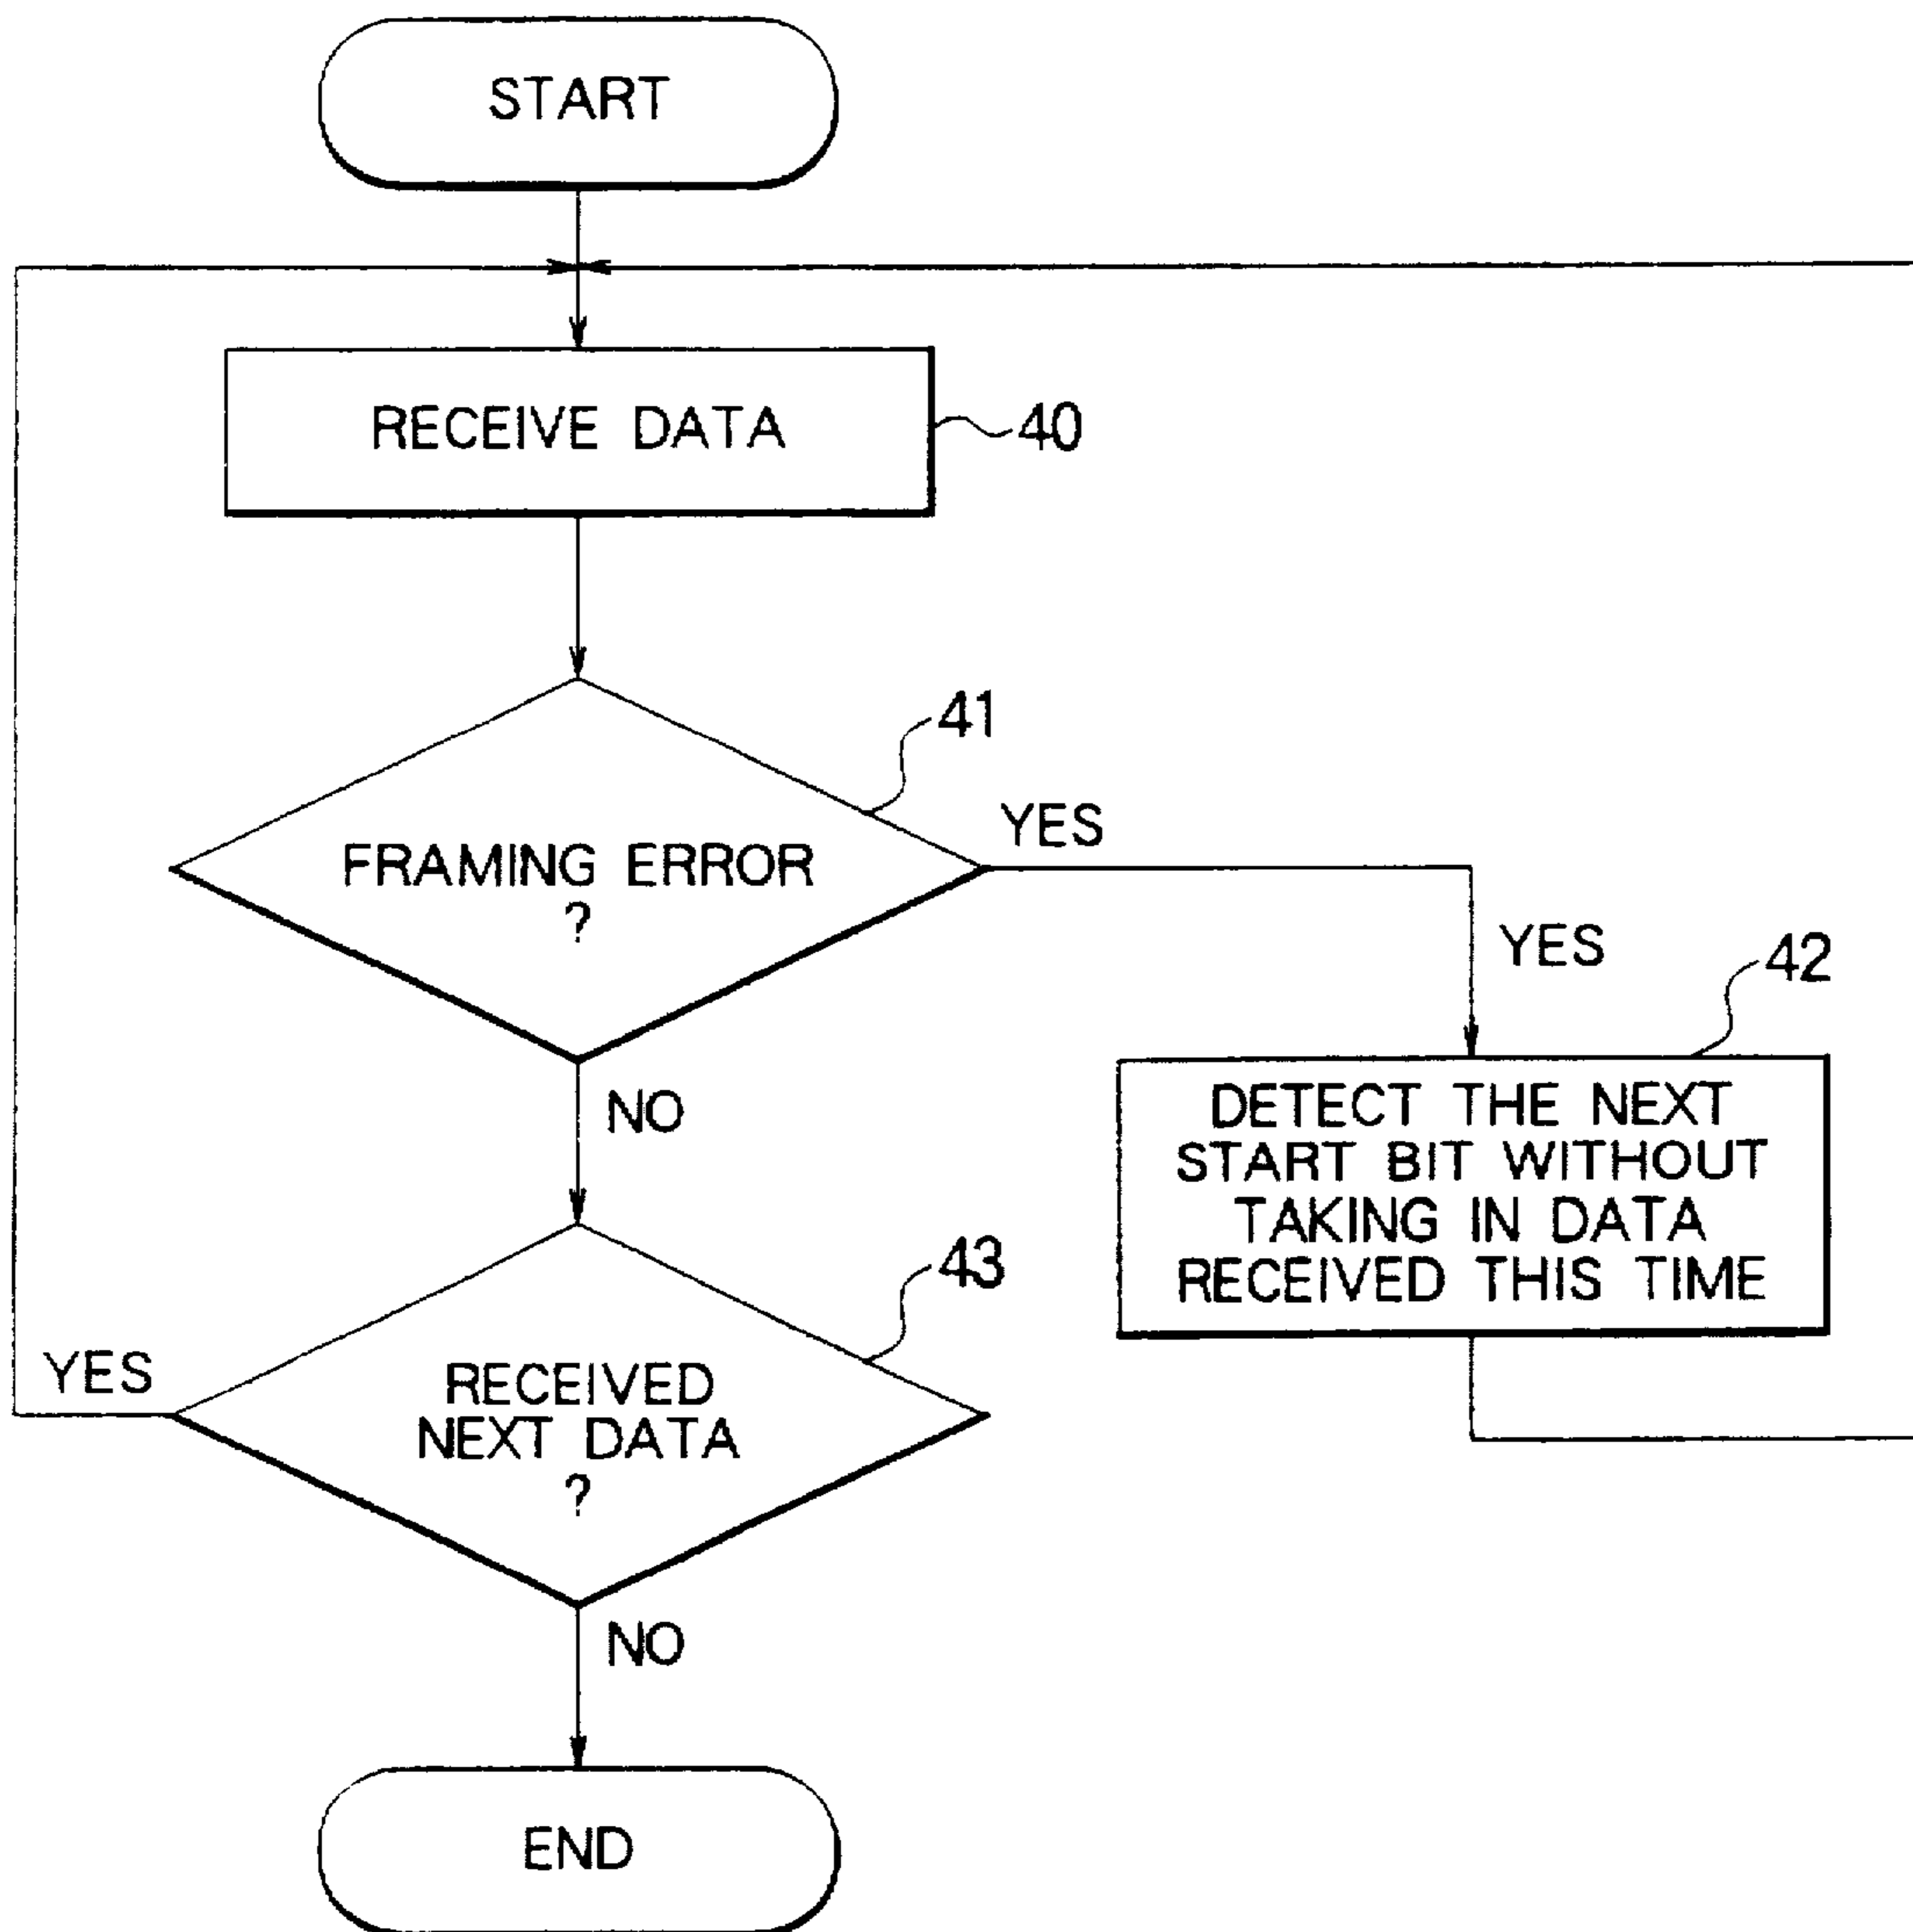 START
RECEIVE DATA
40
41
FRAMING ERROR
?
YES
YES
42
NO
DETECT THE NEXT
START BIT WITHOUT
TAKING IN DATA
RECEIVED THIS TIME
43
YES
RECEIVED
NEXT DATA
?
NO
END